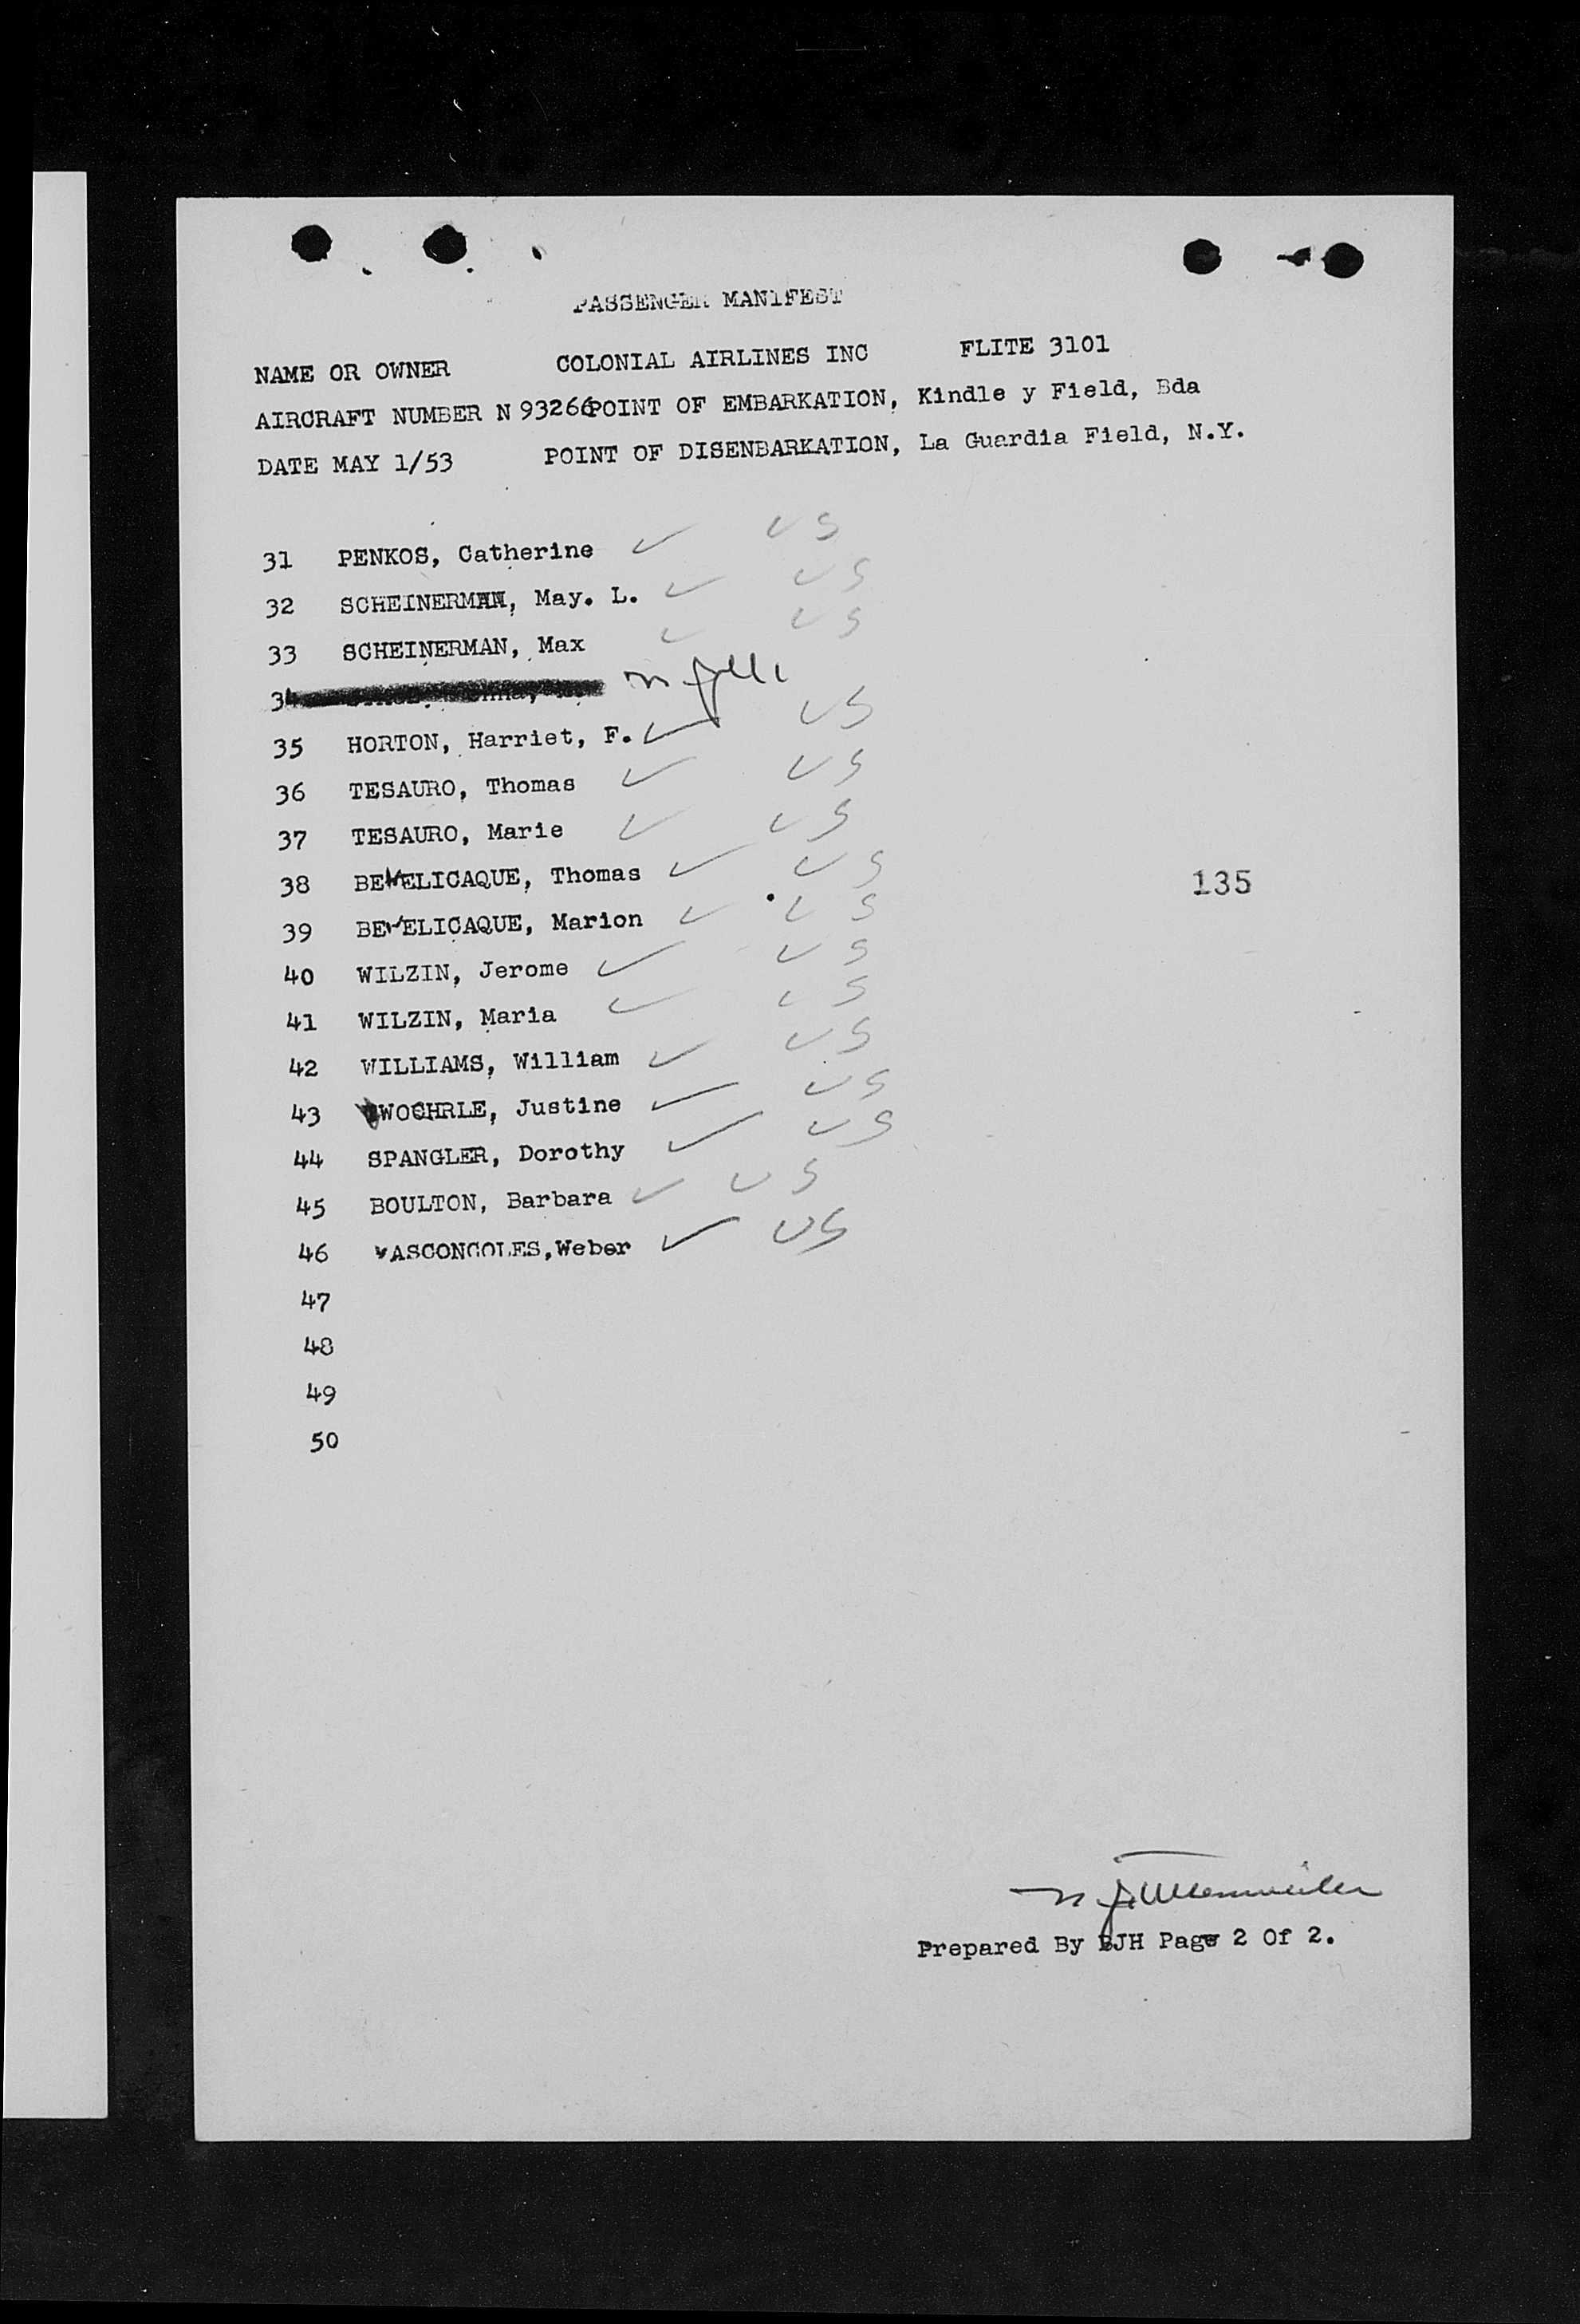 PASSENGER MANIFEST
NAME OR OWNER COLONIAL AIRLINES INC FLITE 3101
AIRCRAFT NUMBER N 93266 POINT OF EMBARKATION, Kindle y Field, Bda
DATE MAY 1/53 POINT OF DISENBARKATION, La Guardia Field, N.Y.
31 PENKOS, Catherine ✓ US
32 SCHEINERMAN, May. L. ✓ US
33 SCHEINERMAN, Max ✓ US
34
35 HORTON, Harriet, F. ✓ US
36 TESAURO, Thomas ✓ US
37 TESAURO, Marie ✓ US
38 BEVELICAQUE, Thomas ✓ US
39 BEVELICAQUE, Marion ✓ US
40 WILZIN, Jerome ✓ US
41 WILZIN, Maria ✓ US
42 WILLIAMS, William ✓ US
43 WOEHRLE, Justine ✓ US
44 SPANGLER, Dorothy ✓ US
45 BOULTON, Barbara ✓ US
46 VASCONCOLES,Weber ✓ US
47
48
49
50
135
Prepared By BJH Page 2 Of 2.